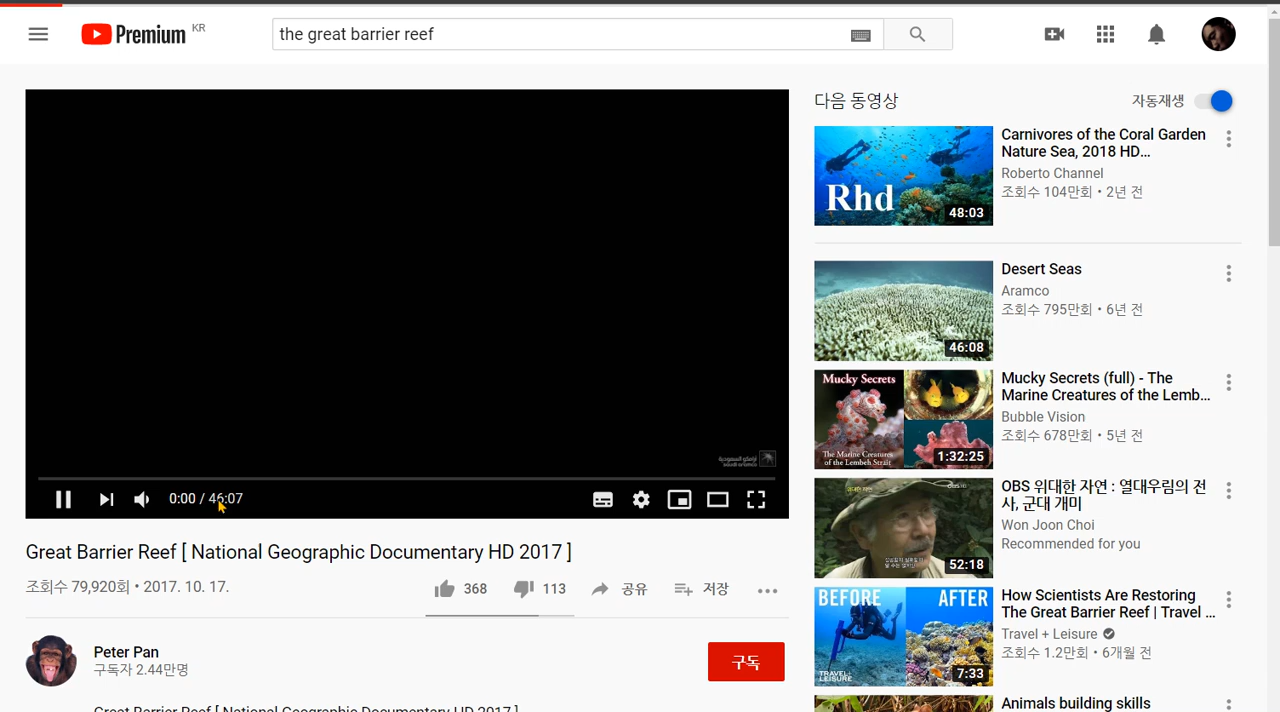 Premium KR
the great barrier reef
0:00 / 46:07
Great Barrier Reef [ National Geographic Documentary HD 2017 ]
조회수 79,920회 • 2017. 10. 17.
368
113
공유
저장
Peter Pan
구독자 2.44만명
구독
Great Barrier Reef [ National Geographic Documentary HD 2017 ]
다음 동영상
자동재생
Rhd
48:03
Carnivores of the Coral Garden
Nature Sea, 2018 HD...
Roberto Channel
조회수 104만회 • 2년 전
46:08
Desert Seas
Aramco
조회수 795만회 • 6년 전
Mucky Secrets
The Marine Creatures
of the Lembeh Strait
1:32:25
Mucky Secrets (full) - The
Marine Creatures of the Lemb...
Bubble Vision
조회수 678만회 • 5년 전
52:18
OBS 위대한 자연 : 열대우림의 전
사, 군대 개미
Won Joon Choi
Recommended for you
BEFORE
AFTER
TRAVEL+
LEISURE
7:33
How Scientists Are Restoring
The Great Barrier Reef | Travel ...
Travel + Leisure
조회수 1.2만회 • 6개월 전
Animals building skills